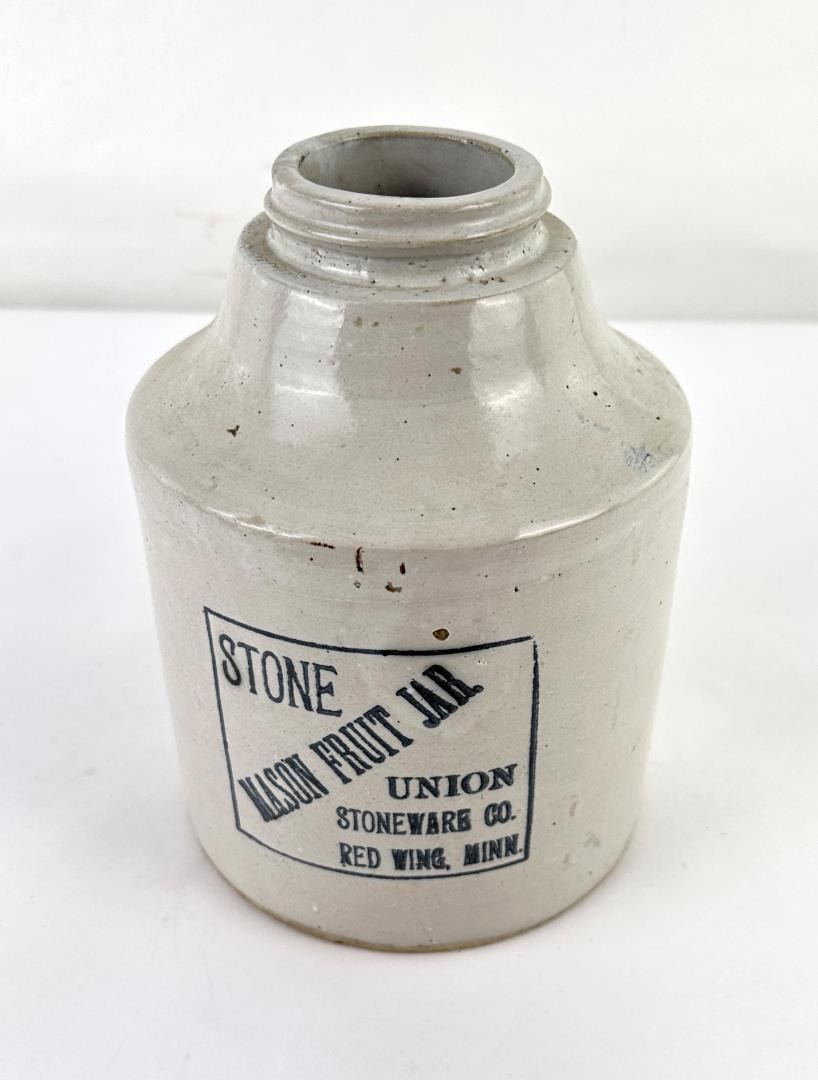 STONE
MASON FRUIT JAR.
UNION
STONEWARE CO.
RED WING, MINN.